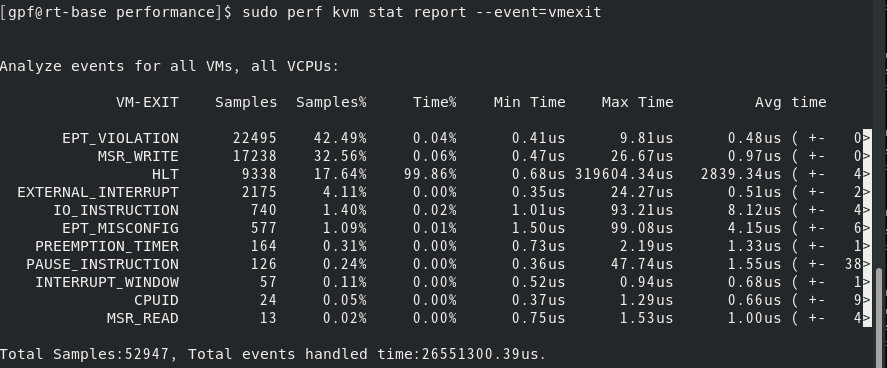 [gpf@rt-base performance]$ sudo perf kvm stat report --event=vmexit
Analyze events for all VMs, all VCPUs:
VM-EXIT Samples Samples% Time% Min Time Max Time Avg time
EPT_VIOLATION 22495 42.49% 0.04% 0.41us 9.81us 0.48us ( +- 0>
MSR_WRITE 17238 32.56% 0.06% 0.47us 26.67us 0.97us ( +- 0>
HLT 9338 17.64% 99.86% 0.68us 319604.34us 2839.34us ( +- 4>
EXTERNAL_INTERRUPT 2175 4.11% 0.00% 0.35us 24.27us 0.51us ( +- 2>
IO_INSTRUCTION 740 1.40% 0.02% 1.01us 93.21us 8.12us ( +- 4>
EPT_MISCONFIG 577 1.09% 0.01% 1.50us 99.08us 4.15us ( +- 6>
PREEMPTION_TIMER 164 0.31% 0.00% 0.73us 2.19us 1.33us ( +- 1>
PAUSE_INSTRUCTION 126 0.24% 0.00% 0.36us 47.74us 1.55us ( +- 38>
INTERRUPT_WINDOW 57 0.11% 0.00% 0.52us 0.94us 0.68us ( +- 1>
CPUID 24 0.05% 0.00% 0.37us 1.29us 0.66us ( +- 9>
MSR_READ 13 0.02% 0.00% 0.75us 1.53us 1.00us ( +- 4>
Total Samples:52947, Total events handled time:26551300.39us.